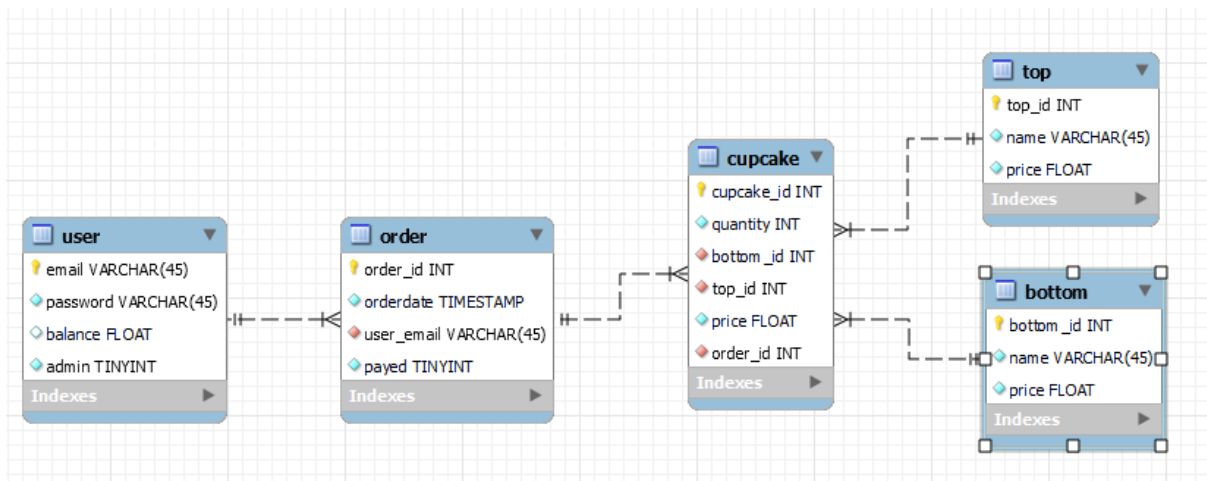 user
email VARCHAR(45)
password VARCHAR(45)
balance FLOAT
admin TINYINT
Indexes
order
order_id INT
orderdate TIMESTAMP
user_email VARCHAR(45)
payed TINYINT
Indexes
cupcake
cupcake_id INT
quantity INT
bottom_id INT
top_id INT
price FLOAT
order_id INT
Indexes
top
top_id INT
name VARCHAR(45)
price FLOAT
Indexes
bottom
bottom_id INT
name VARCHAR(45)
price FLOAT
Indexes